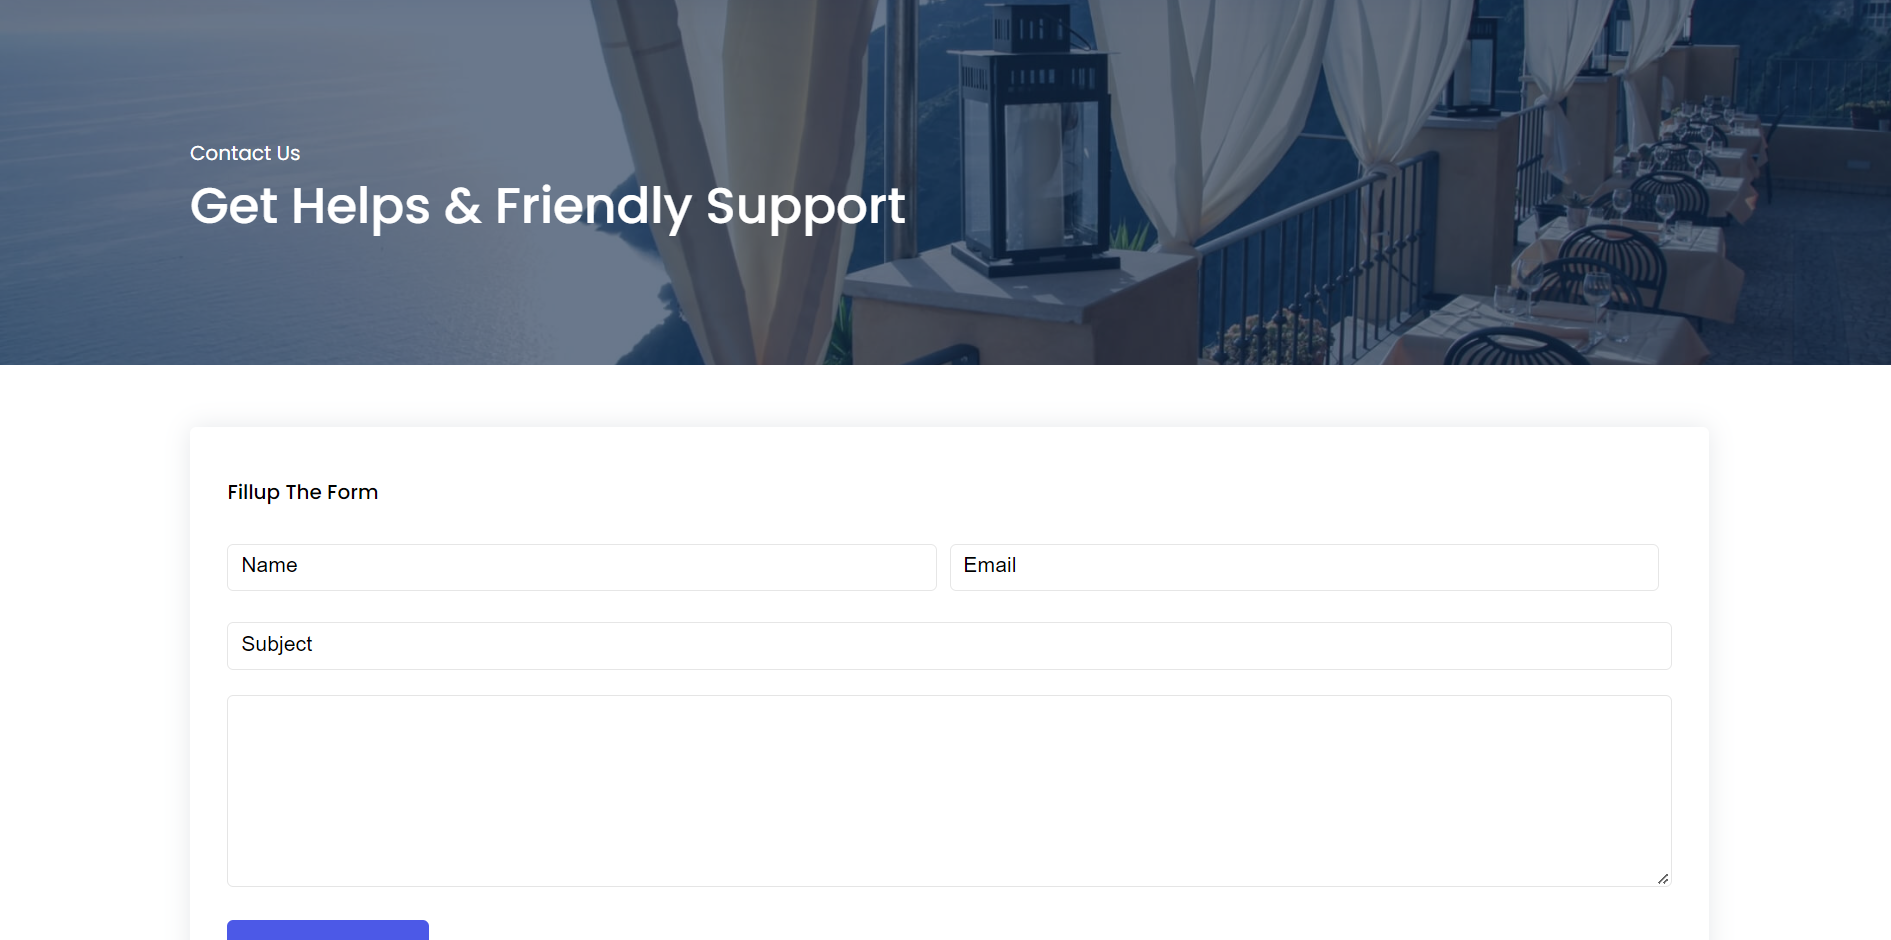 Contact Us
Get Helps & Friendly Support
Fillup The Form
Name
Email
Subject